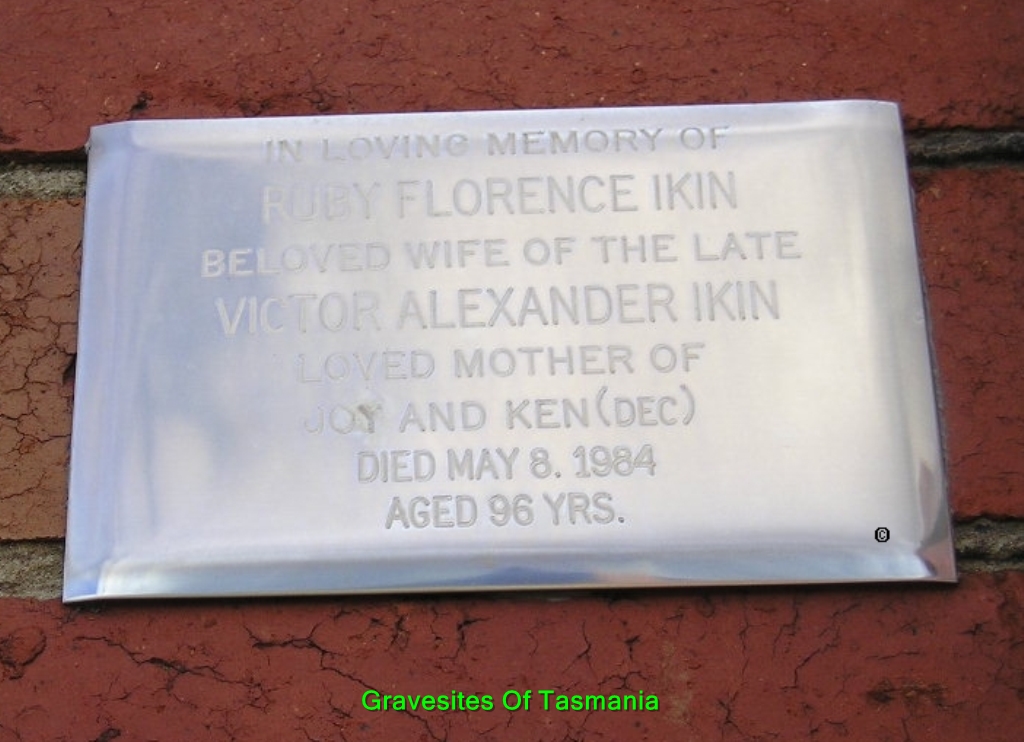 IN LOVING MEMORY OF
RUBY FLORENCE IKIN
BELOVED WIFE OF THE LATE
VICTOR ALEXANDER IKIN
LOVED MOTHER OF
JOY AND KEN (DEC)
DIED MAY 8. 1984
AGED 96 YRS.
©
Gravesites Of Tasmania